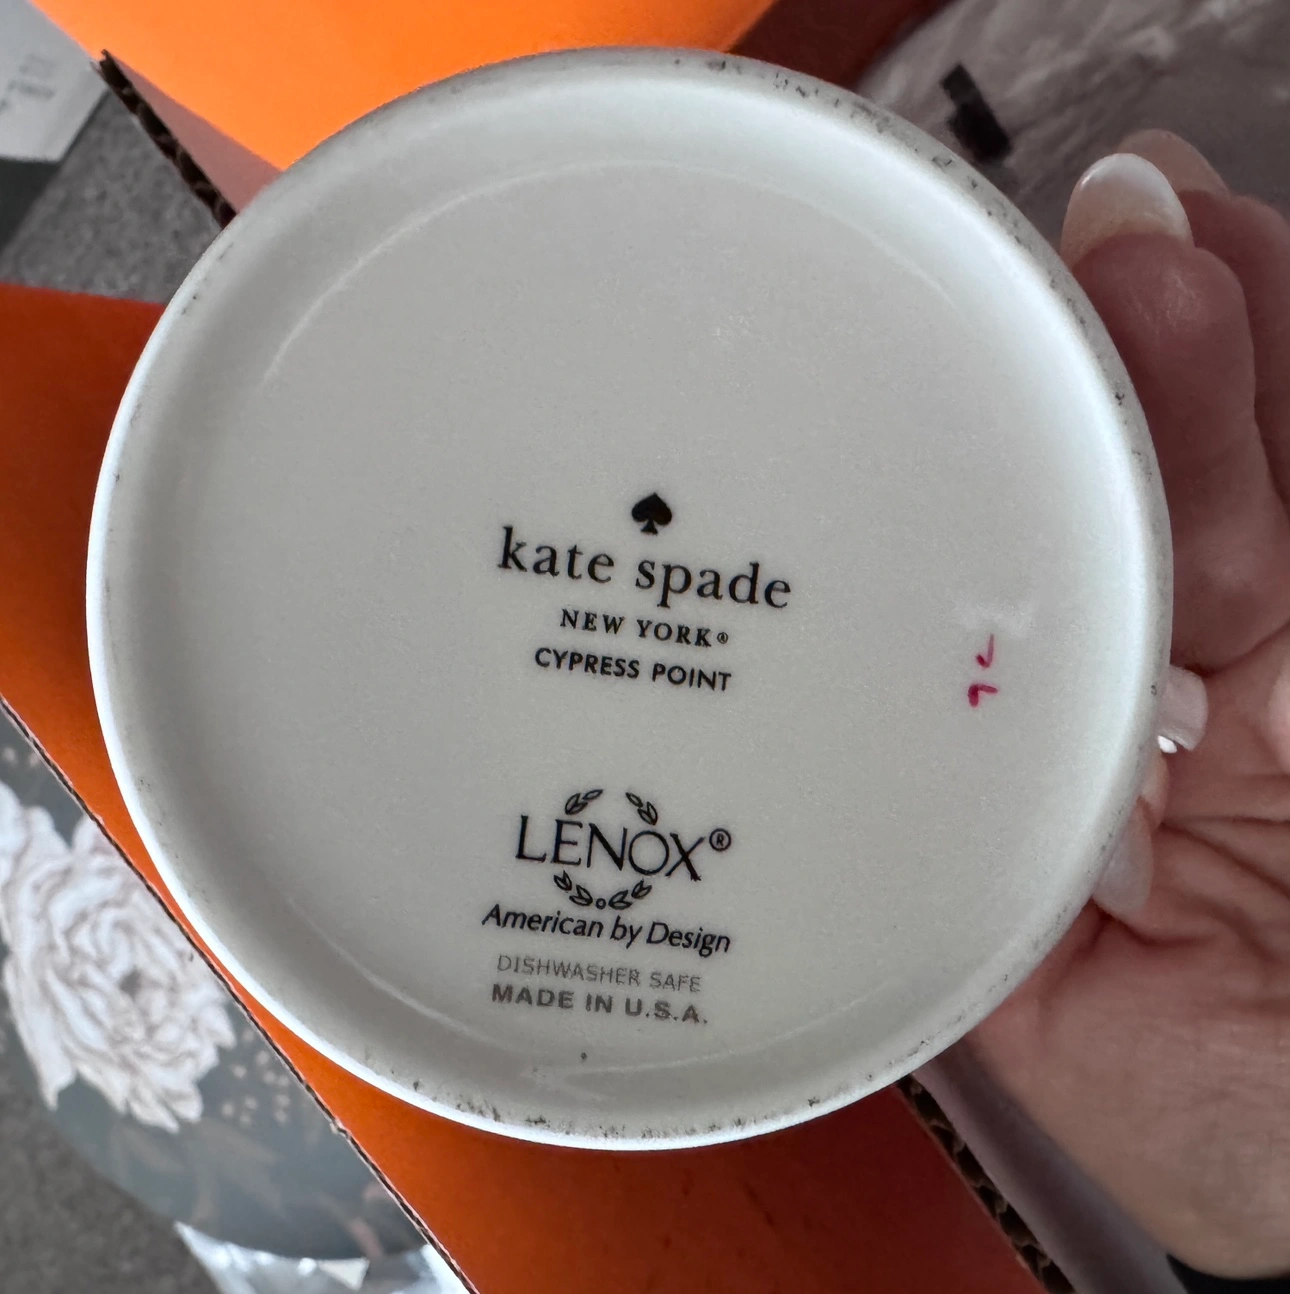 kate spade
NEW YORK®
CYPRESS POINT
LENOX®
American by Design
DISHWASHER SAFE
MADE IN U.S.A.